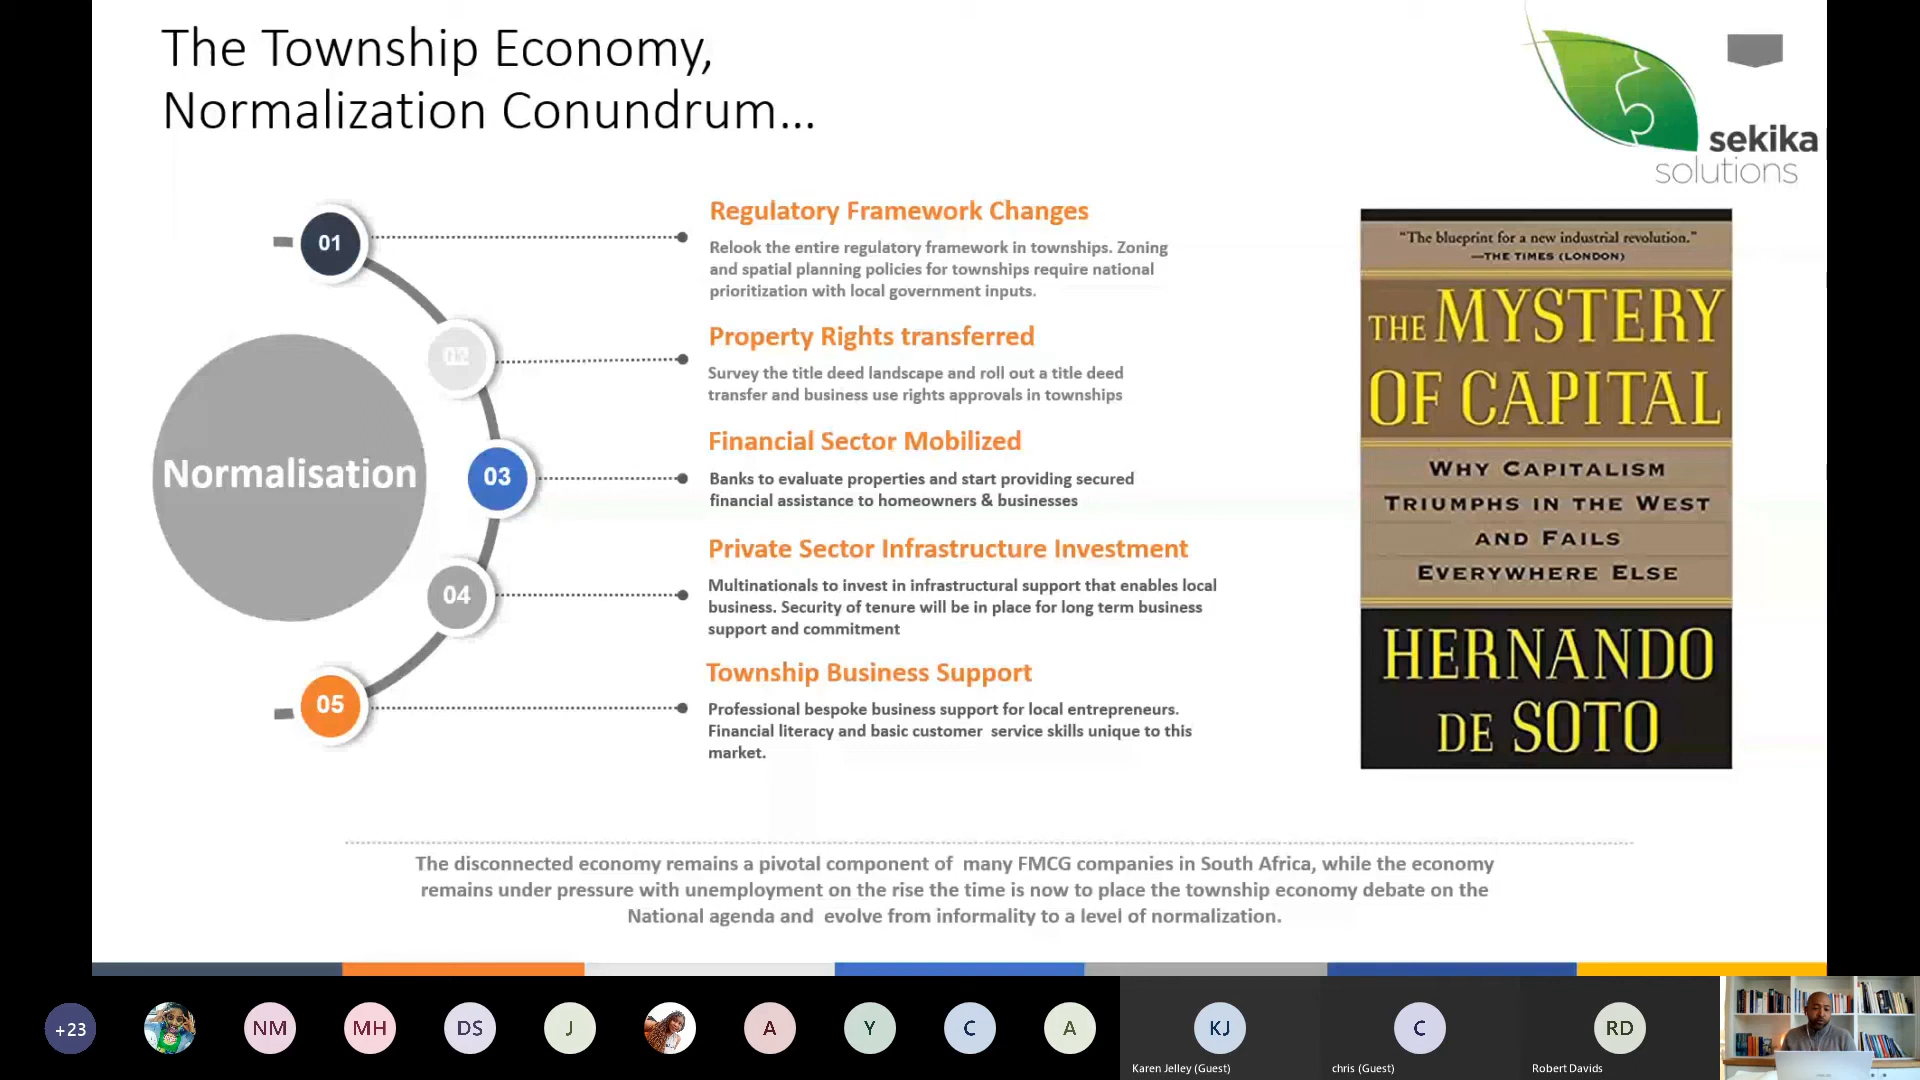 The Township Economy,
Normalization Conundrum...
sekika
solutions
Normalisation
01
Regulatory Framework Changes
Relook the entire regulatory framework in townships. Zoning
and spatial planning policies for townships require national
prioritization with local government inputs.
02
Property Rights transferred
Survey the title deed landscape and roll out a title deed
transfer and business use rights approvals in townships
03
Financial Sector Mobilized
Banks to evaluate properties and start providing secured
financial assistance to homeowners & businesses
04
Private Sector Infrastructure Investment
Multinationals to invest in infrastructural support that enables local
business. Security of tenure will be in place for long term business
support and commitment
05
Township Business Support
Professional bespoke business support for local entrepreneurs.
Financial literacy and basic customer service skills unique to this
market.
"The blueprint for a new industrial revolution."
—THE TIMES (LONDON)
THE MYSTERY
OF CAPITAL
WHY CAPITALISM
TRIUMPHS IN THE WEST
AND FAILS
EVERYWHERE ELSE
HERNANDO
DE SOTO
The disconnected economy remains a pivotal component of many FMCG companies in South Africa, while the economy
remains under pressure with unemployment on the rise the time is now to place the township economy debate on the
National agenda and evolve from informality to a level of normalization.
+23
NM
MH
DS
J
A
Y
C
A
KJ
Karen Jelley (Guest)
C
chris (Guest)
RD
Robert Davids